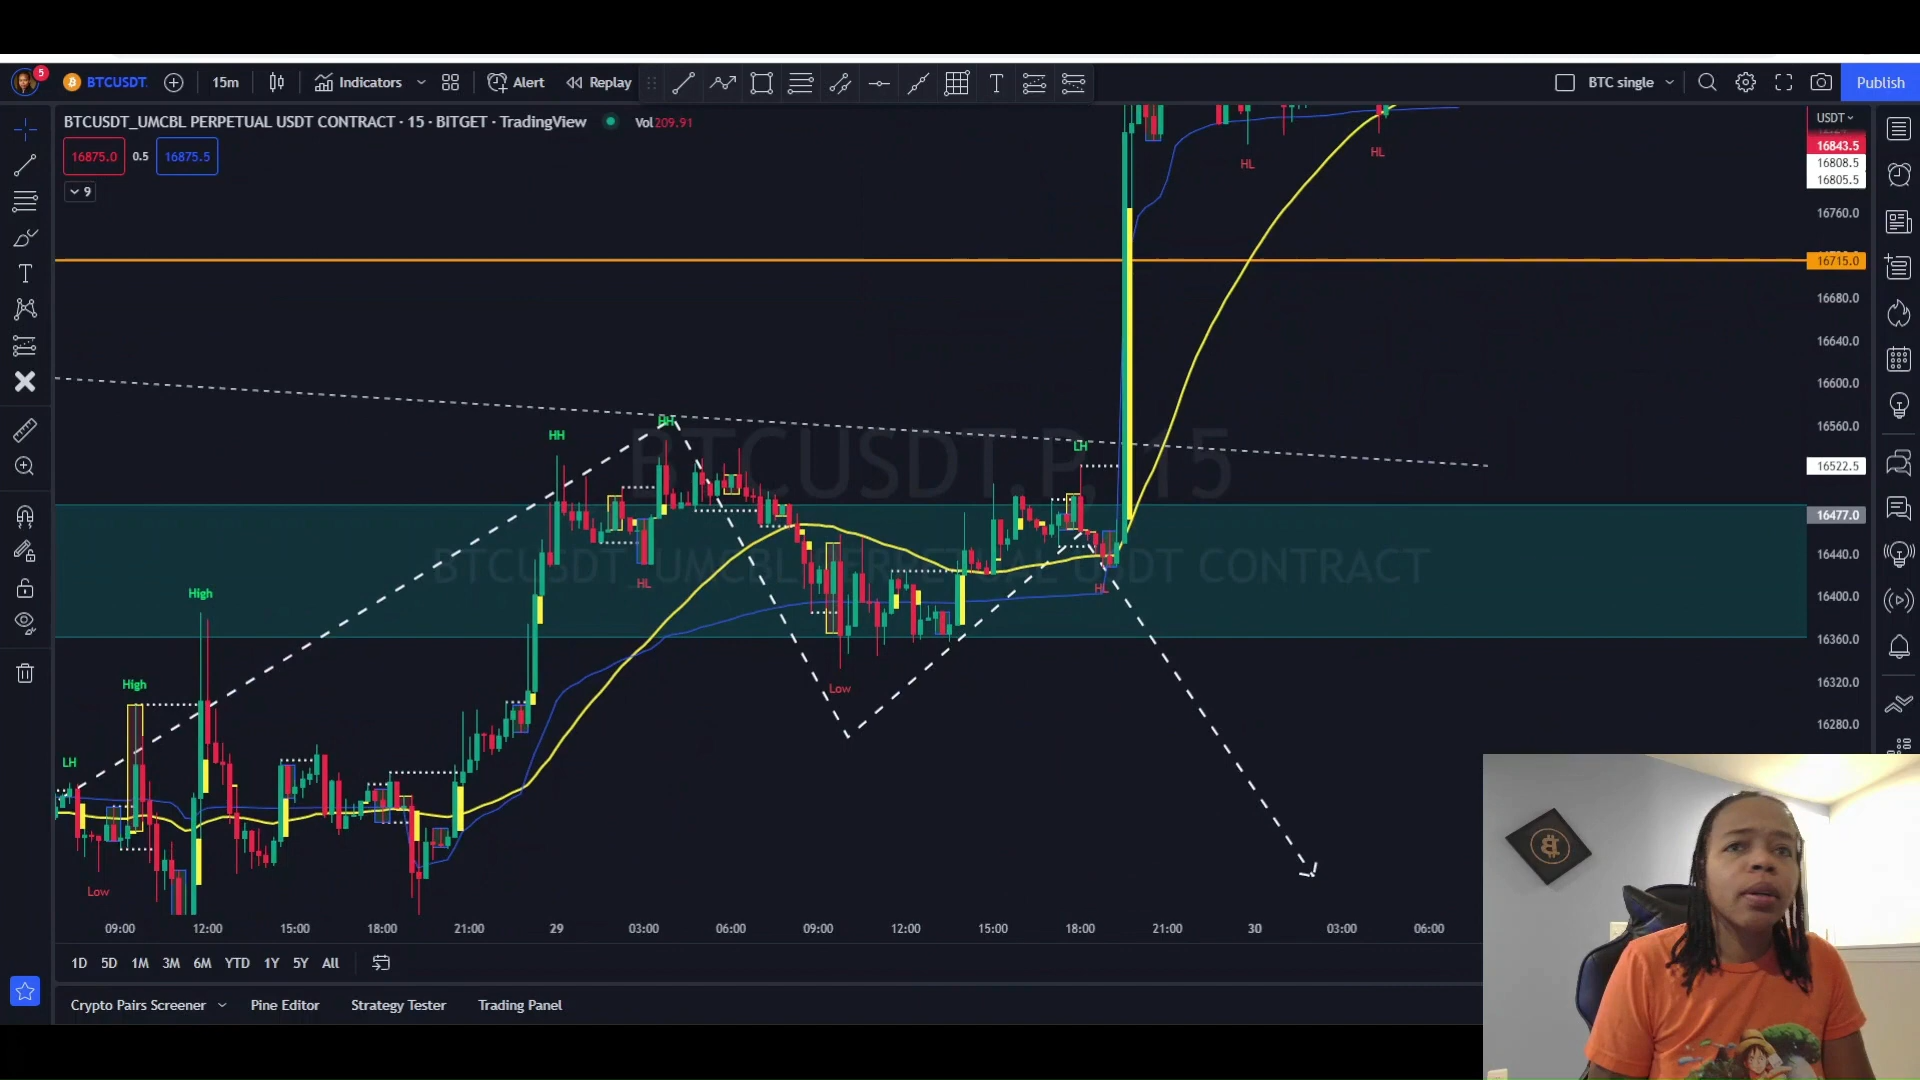 5
BTCUSDT
15m
Indicators
Alert
Replay
BTC single
Publish
BTCUSDT_UMCBL PERPETUAL USDT CONTRACT · 15 · BITGET · TradingView
Vol209.91
USDT
16875.0
0.5
16875.5
9
16843.5
16808.5
16805.5
HL
HL
16760.0
16715.0
16680.0
16640.0
16600.0
HH
HH
LH
16560.0
BTCUSDT.P, 15
16522.5
16477.0
BTCUSDT_UMCBL PERPETUAL USDT CONTRACT
16440.0
High
HL
HL
16400.0
16360.0
High
Low
16320.0
16280.0
LH
Low
09:00
12:00
15:00
18:00
21:00
29
03:00
06:00
09:00
12:00
15:00
18:00
21:00
30
03:00
06:00
1D 5D 1M 3M 6M YTD 1Y 5Y All
Crypto Pairs Screener
Pine Editor
Strategy Tester
Trading Panel